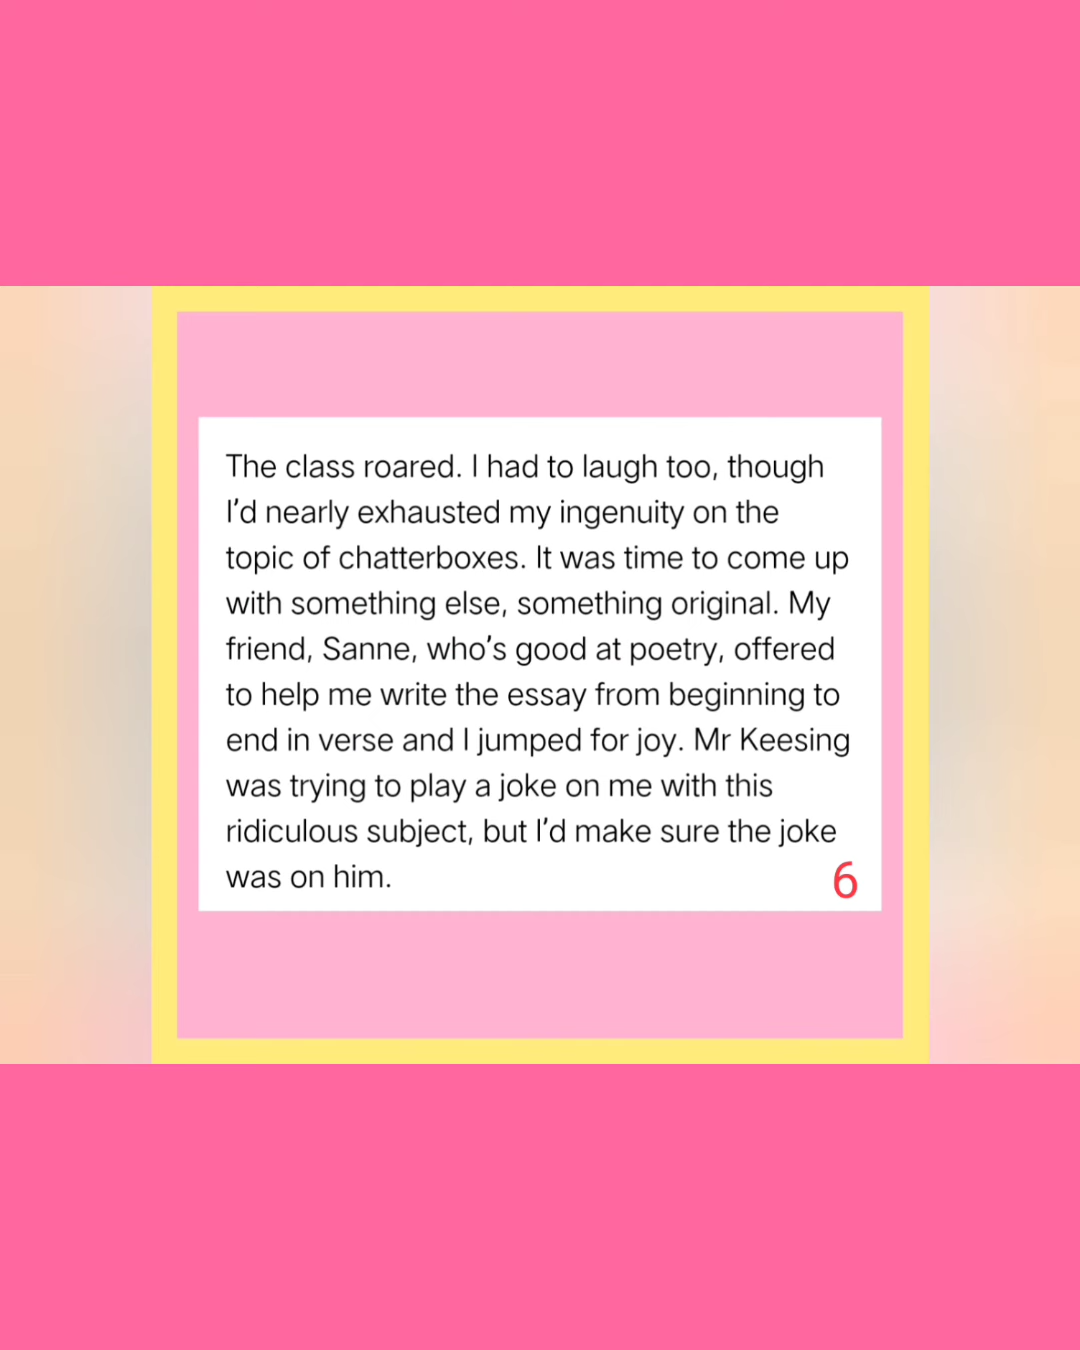 The class roared. I had to laugh too, though
I’d nearly exhausted my ingenuity on the
topic of chatterboxes. It was time to come up
with something else, something original. My
friend, Sanne, who’s good at poetry, offered
to help me write the essay from beginning to
end in verse and I jumped for joy. Mr Keesing
was trying to play a joke on me with this
ridiculous subject, but I’d make sure the joke
was on him.
6